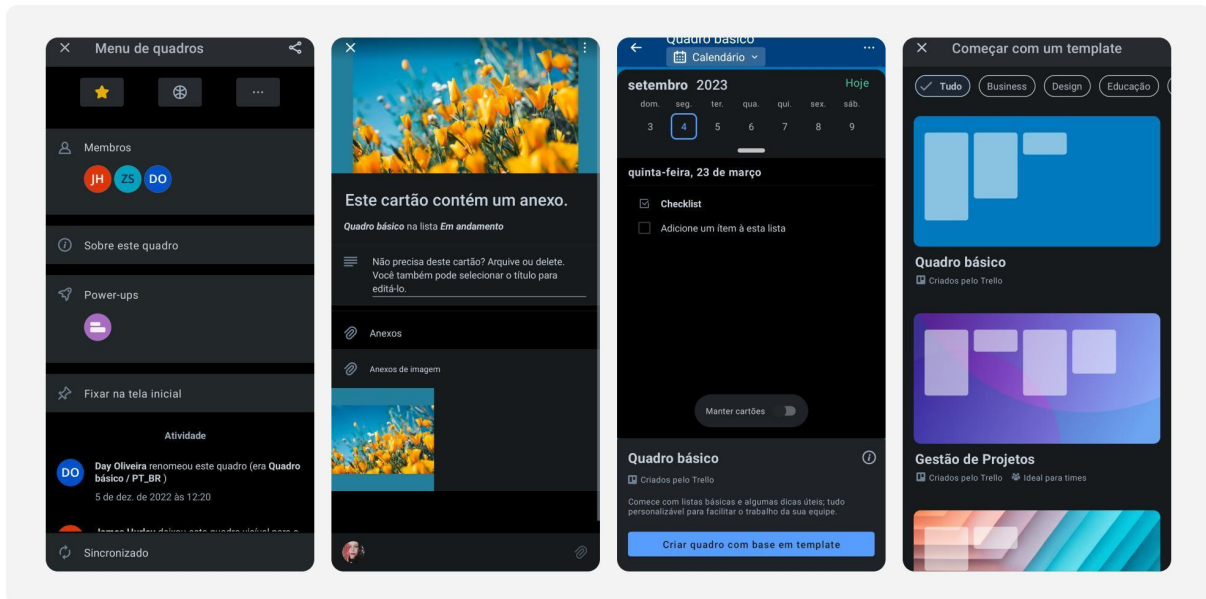 Menu de quadros
Membros
JH ZS DO
Sobre este quadro
Power-ups
Fixar na tela inicial
Atividade
DO
Day Oliveira renomeou este quadro (era Quadro
básico / PT_BR )
5 de dez. de 2022 às 12:20
Sincronizado
Este cartão contém um anexo.
Quadro básico na lista Em andamento
Não precisa deste cartão? Arquive ou delete.
Você também pode selecionar o título para
editá-lo.
Anexos
Anexos de imagem
Quadro básico
Calendário
setembro 2023 Hoje
dom. seg. ter. qua. qui. sex. sáb.
3 4 5 6 7 8 9
quinta-feira, 23 de março
Checklist
Adicione um ítem à esta lista
Manter cartões
Quadro básico
Criados pelo Trello
Comece com listas básicas e algumas dicas úteis; tudo
personalizável para facilitar o trabalho da sua equipe.
Criar quadro com base em template
Começar com um template
Tudo Business Design Educação
Quadro básico
Criados pelo Trello
Gestão de Projetos
Criados pelo Trello Ideal para times